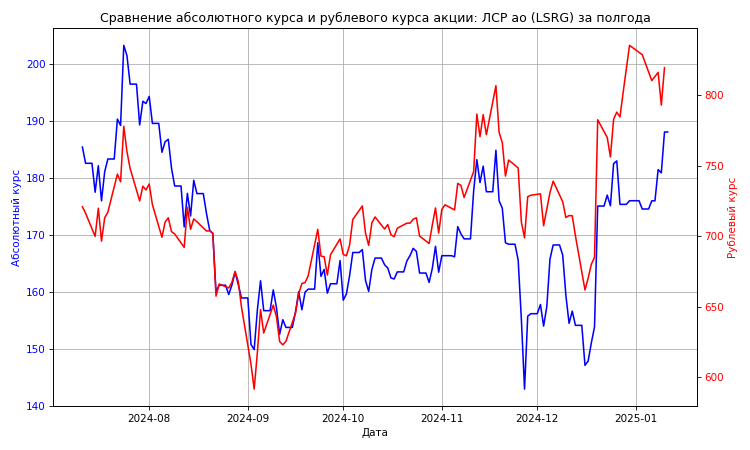 Сравнение абсолютного курса и рублевого курса акции: ЛСР ао (LSRG) за полгода
200
190
180
170
160
150
140
Абсолютный курс
800
750
700
650
600
Рублевый курс
2024-08 2024-09 2024-10 2024-11 2024-12 2025-01
Дата